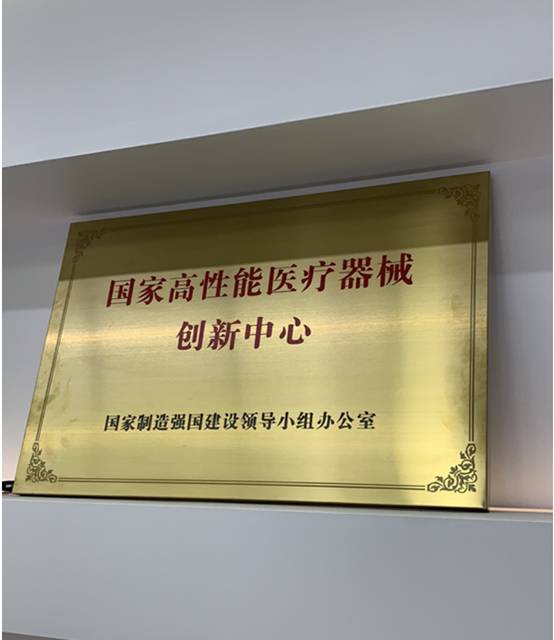 国家高性能医疗器械
创新中心
国家制造强国建设领导小组办公室